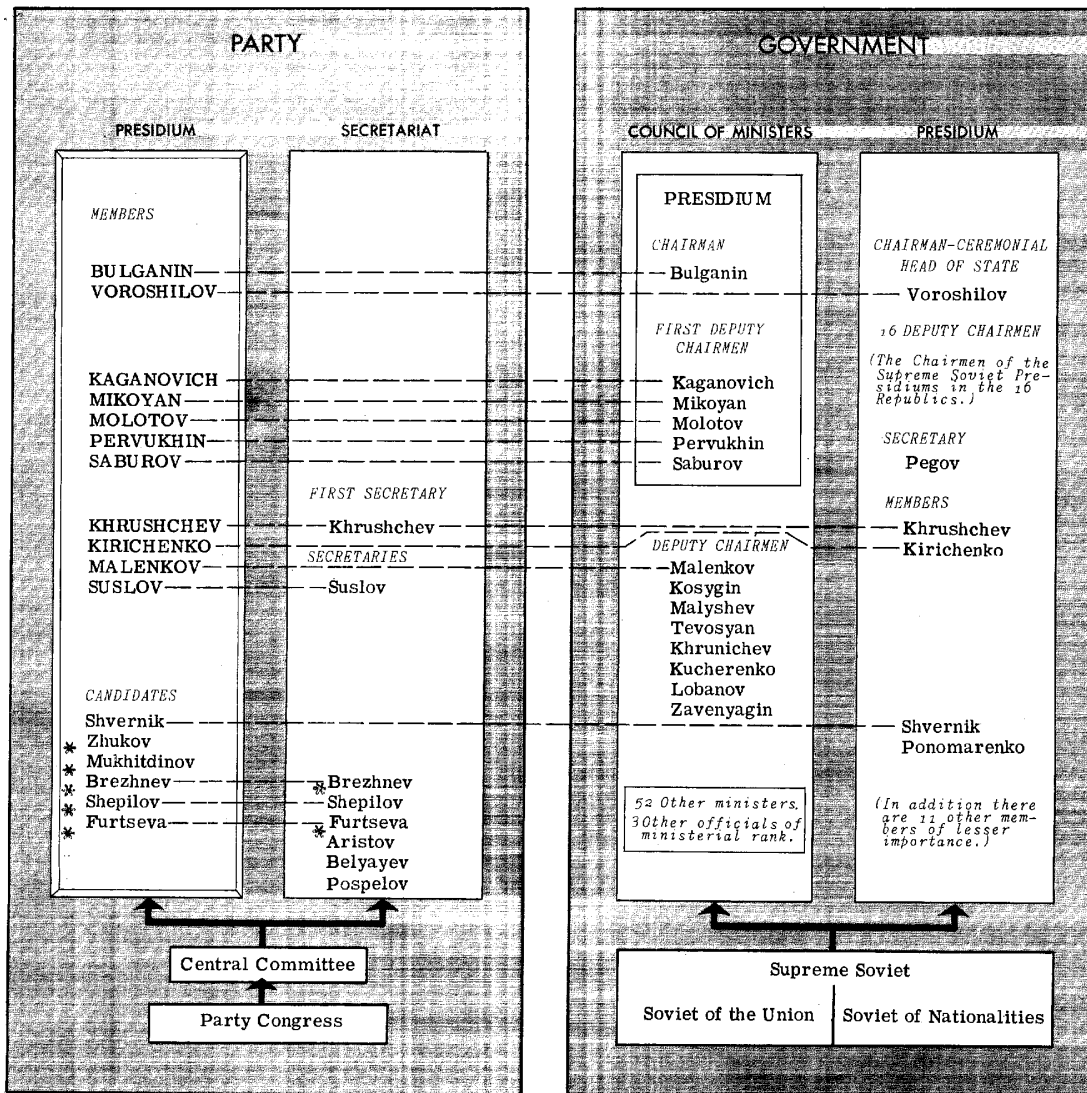 PARTY
PRESIDIUM
SECRETARIAT
MEMBERS
BULGANIN
VOROSHILOV
KAGANOVICH
MIKOYAN
MOLOTOV
PERVUKHIN
SABUROV
KHRUSHCHEV
KIRICHENKO
MALENKOV
SUSLOV
CANDIDATES
Shvernik
* Zhukov
* Mukhitdinov
* Brezhnev
* Shepilov
* Furtseva
FIRST SECRETARY
Khrushchev
SECRETARIES
Suslov
* Brezhnev
Shepilov
* Furtseva
Aristov
Belyayev
Pospelov
Central Committee
Party Congress
GOVERNMENT
COUNCIL OF MINISTERS
PRESIDIUM
PRESIDIUM
CHAIRMAN
Bulganin
FIRST DEPUTY
CHAIRMEN
Kaganovich
Mikoyan
Molotov
Pervukhin
Saburov
DEPUTY CHAIRMEN
Malenkov
Kosygin
Malyshev
Tevosyan
Khrunichev
Kucherenko
Lobanov
Zavenyagin
52 Other ministers.
3 Other officials of
ministerial rank.
CHAIRMAN-CEREMONIAL
HEAD OF STATE
Voroshilov
16 DEPUTY CHAIRMEN
(The Chairmen of the
Supreme Soviet Pre-
sidiums in the 16
Republics.)
SECRETARY
Pegov
MEMBERS
Khrushchev
Kirichenko
Shvernik
Ponomarenko
(In addition there
are 11 other mem-
bers of lesser
importance.)
Supreme Soviet
Soviet of the Union
Soviet of Nationalities